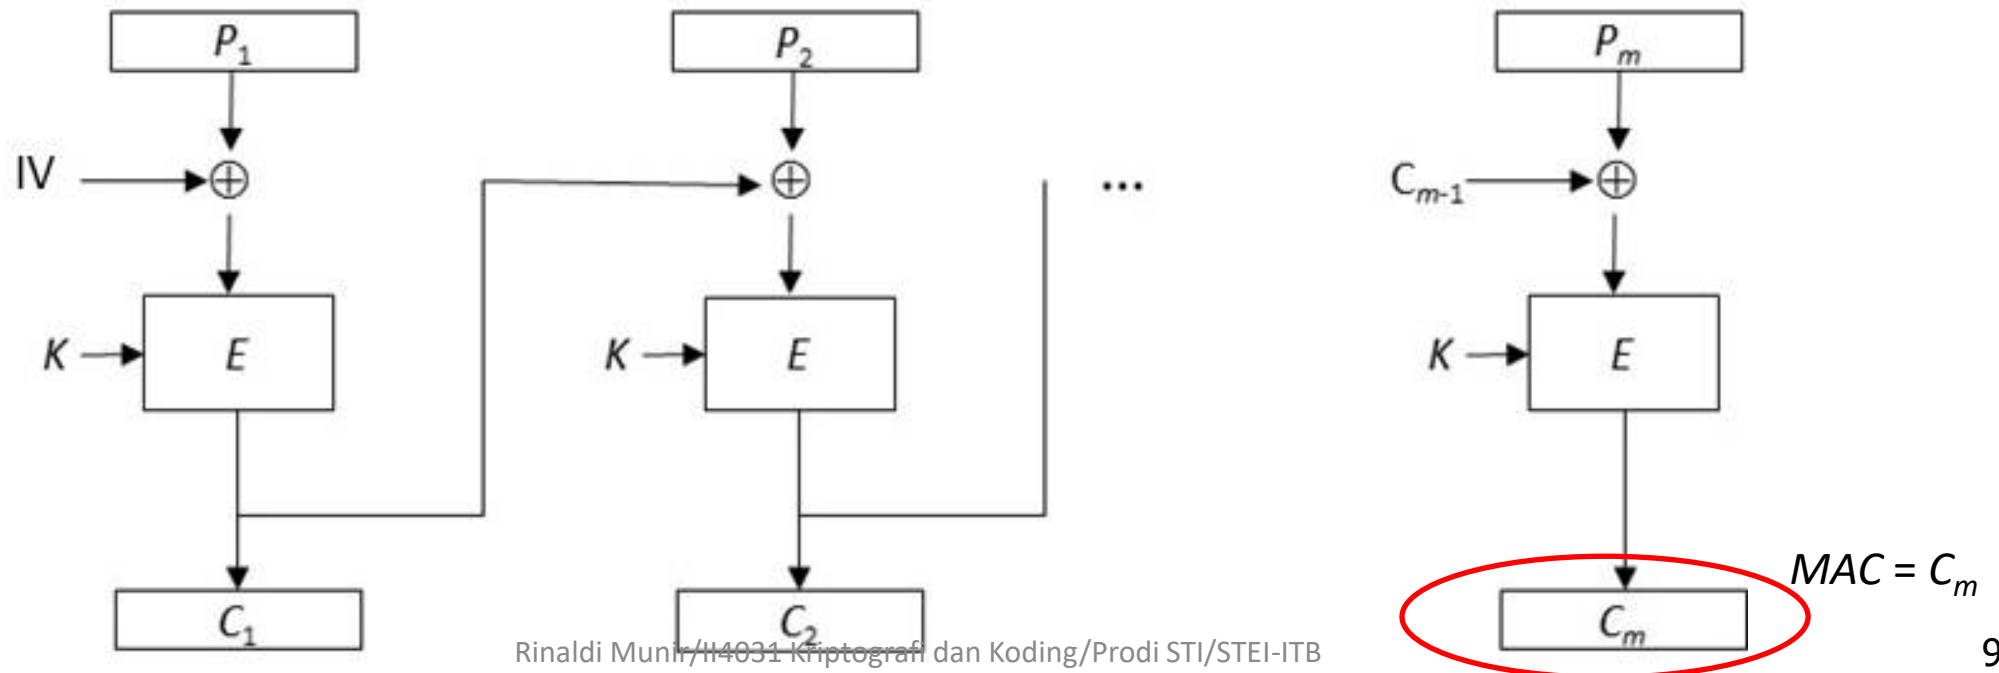 P₁ P₂ Pₘ
IV ⊕ ⊕ ... Cₘ₋₁ ⊕
K E K E K E
MAC = Cₘ
C₁ C₂ Cₘ
Rinaldi Munir/II4031 Kriptografi dan Koding/Prodi STI/STEI-ITB
9